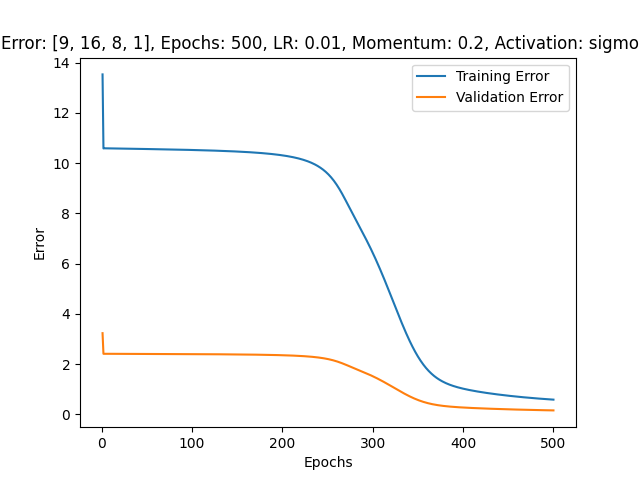 Error: [9, 16, 8, 1], Epochs: 500, LR: 0.01, Momentum: 0.2, Activation: sigmo
14
12
10
8
6
4
2
0
Error
Training Error
Validation Error
0 100 200 300 400 500
Epochs